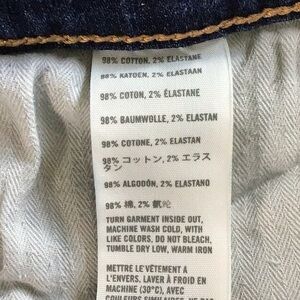 98% COTTON, 2% ELASTANE
98% KATOEN, 2% ELASTAAN
98% COTON, 2% ÉLASTANE
98% BAUMWOLLE, 2% ELASTAN
98% COTONE, 2% ELASTAN
98% コットン, 2% エラス
タン
98% ALGODÓN, 2% ELASTANO
98% 棉, 2%
TURN GARMENT INSIDE OUT,
MACHINE WASH COLD, WITH
LIKE COLORS. DO NOT BLEACH,
TUMBLE DRY LOW, WARM IRON
METTRE LE VÊTEMENT A
L'ENVERS. LAVER À FROID EN
MACHINE (30°C), AVEC
COULEURS SIMILAIRES.